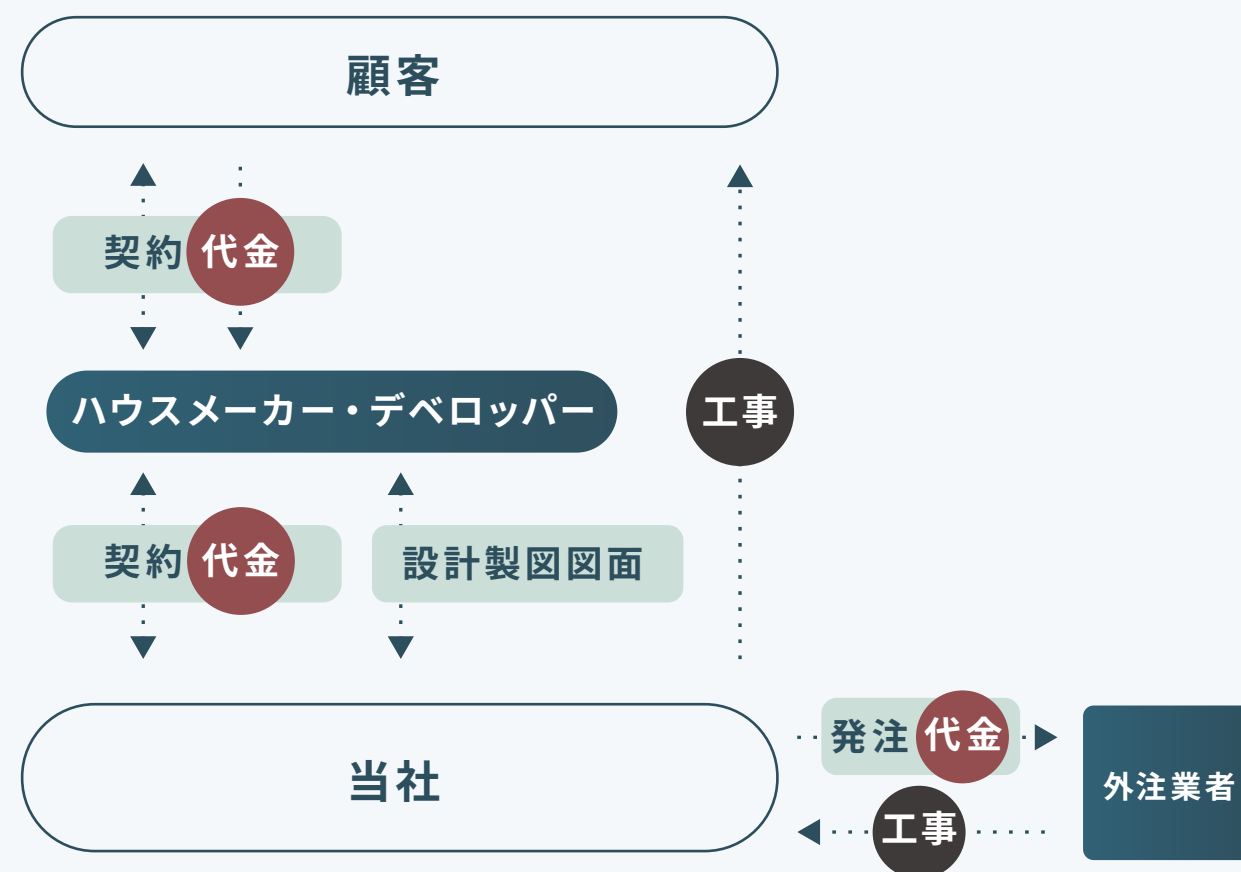 顧客
契約
代金
ハウスメーカー・デベロッパー
工事
契約
代金
設計製図図面
当社
発注
代金
工事
外注業者